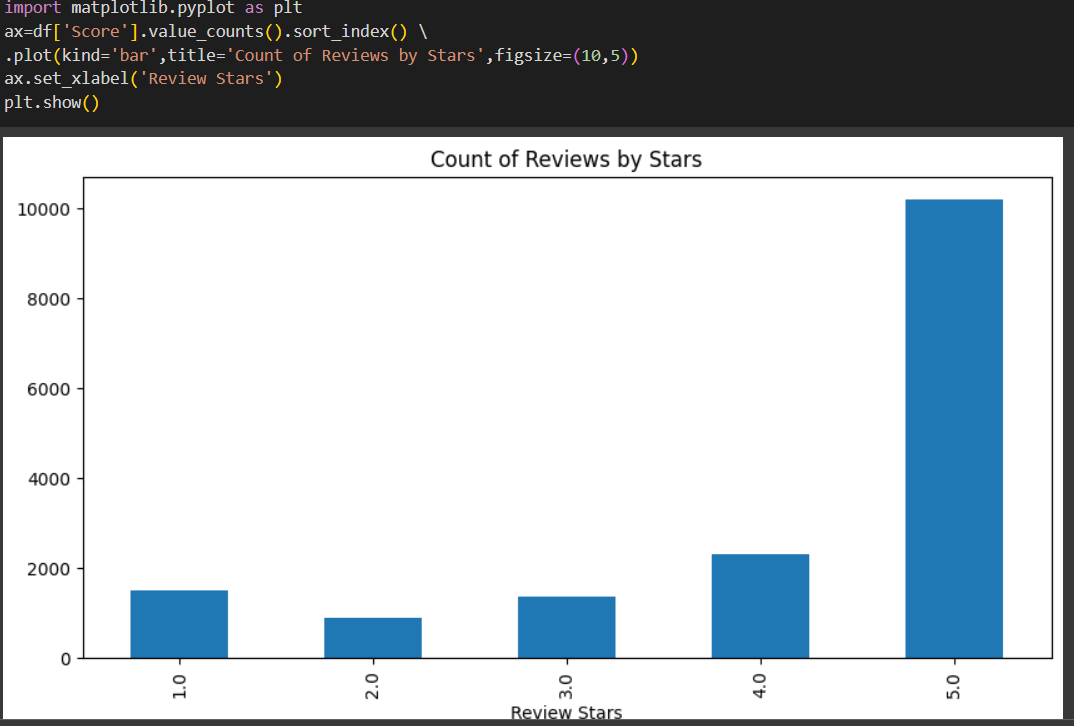 import matplotlib.pyplot as plt
ax=df['Score'].value_counts().sort_index() \
.plot(kind='bar',title='Count of Reviews by Stars',figsize=(10,5))
ax.set_xlabel('Review Stars')
plt.show()
Count of Reviews by Stars
10000
8000
6000
4000
2000
0
1.0 2.0 3.0 4.0 5.0
Review Stars